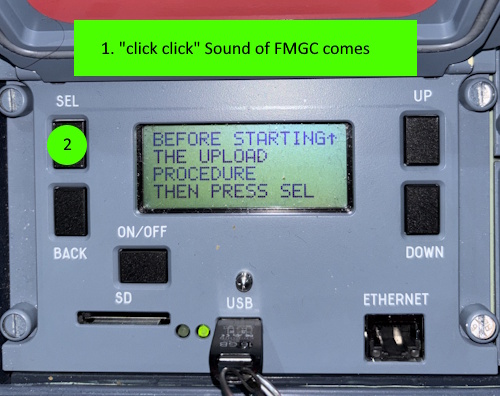 1. "click click" Sound of FMGC comes
SEL
UP
2
BEFORE STARTING↑
THE UPLOAD
PROCEDURE
THEN PRESS SEL
BACK
DOWN
ON/OFF
SD
USB
ETHERNET